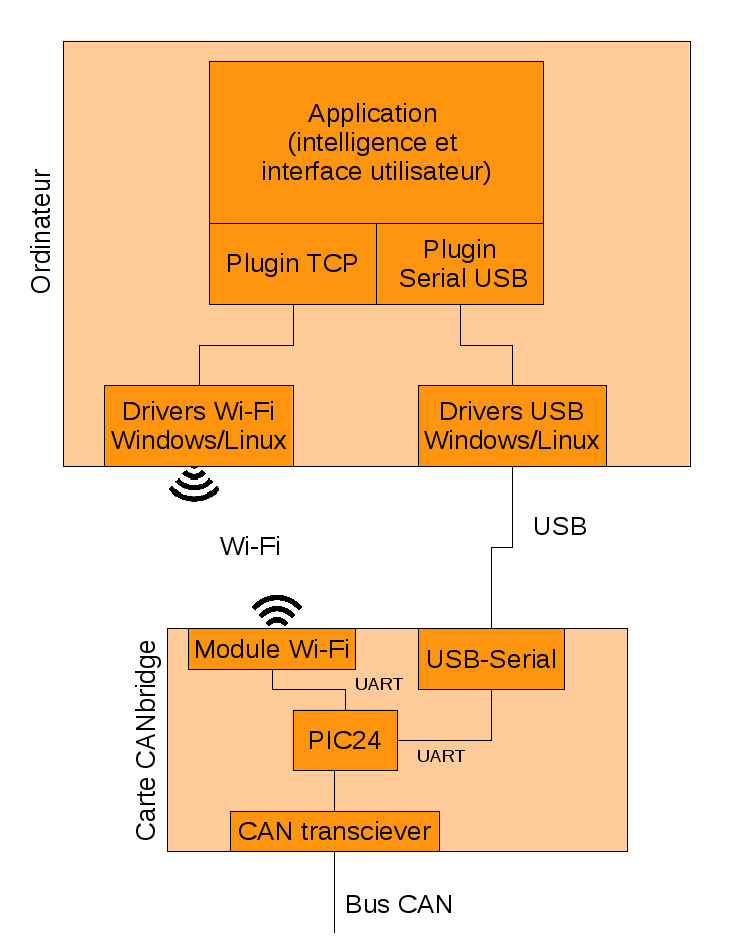 Application
(intelligence et
interface utilisateur)
Ordinateur
Plugin TCP
Plugin
Serial USB
Drivers Wi-Fi
Windows/Linux
Drivers USB
Windows/Linux
USB
Wi-Fi
Carte CANbridge
Module Wi-Fi
USB-Serial
UART
PIC24
UART
CAN transciever
Bus CAN